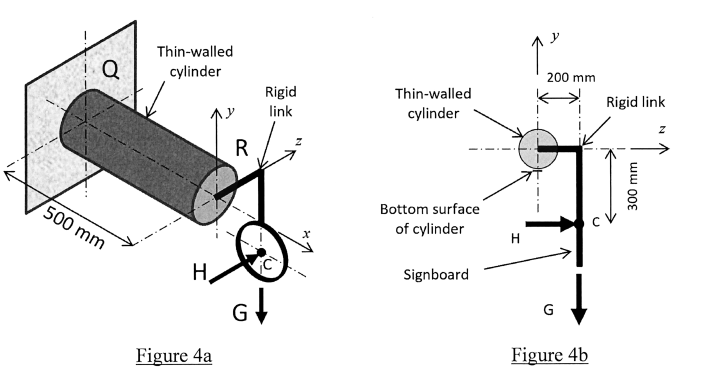 Thin-walled
cylinder
Q
Rigid
link
y
R
z
500 mm
x
H
C
G
Figure 4a
y
200 mm
Thin-walled
cylinder
Rigid link
z
300 mm
Bottom surface
of cylinder
C
H
Signboard
G
Figure 4b